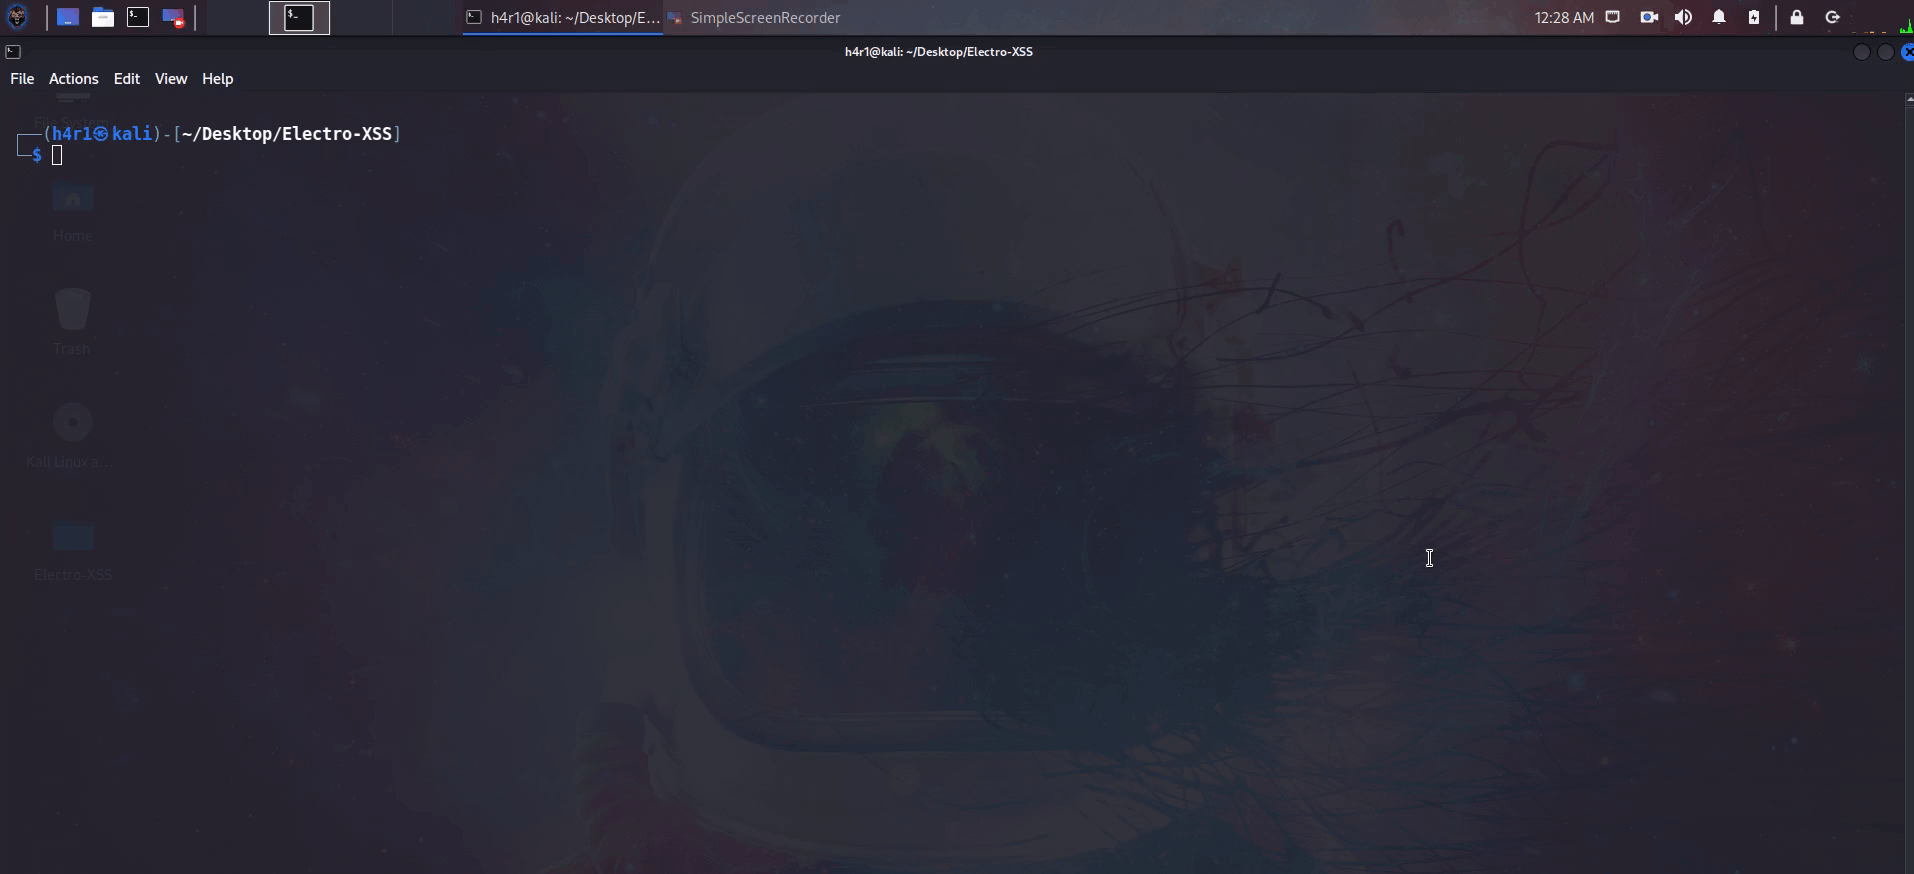 h4r1@kali: ~/Desktop/E...
SimpleScreenRecorder
12:28 AM
h4r1@kali: ~/Desktop/Electro-XSS
File Actions Edit View Help
File System
(h4r1㉿kali)-[~/Desktop/Electro-XSS]
$
Home
Trash
Kali Linux a...
Electro-XSS